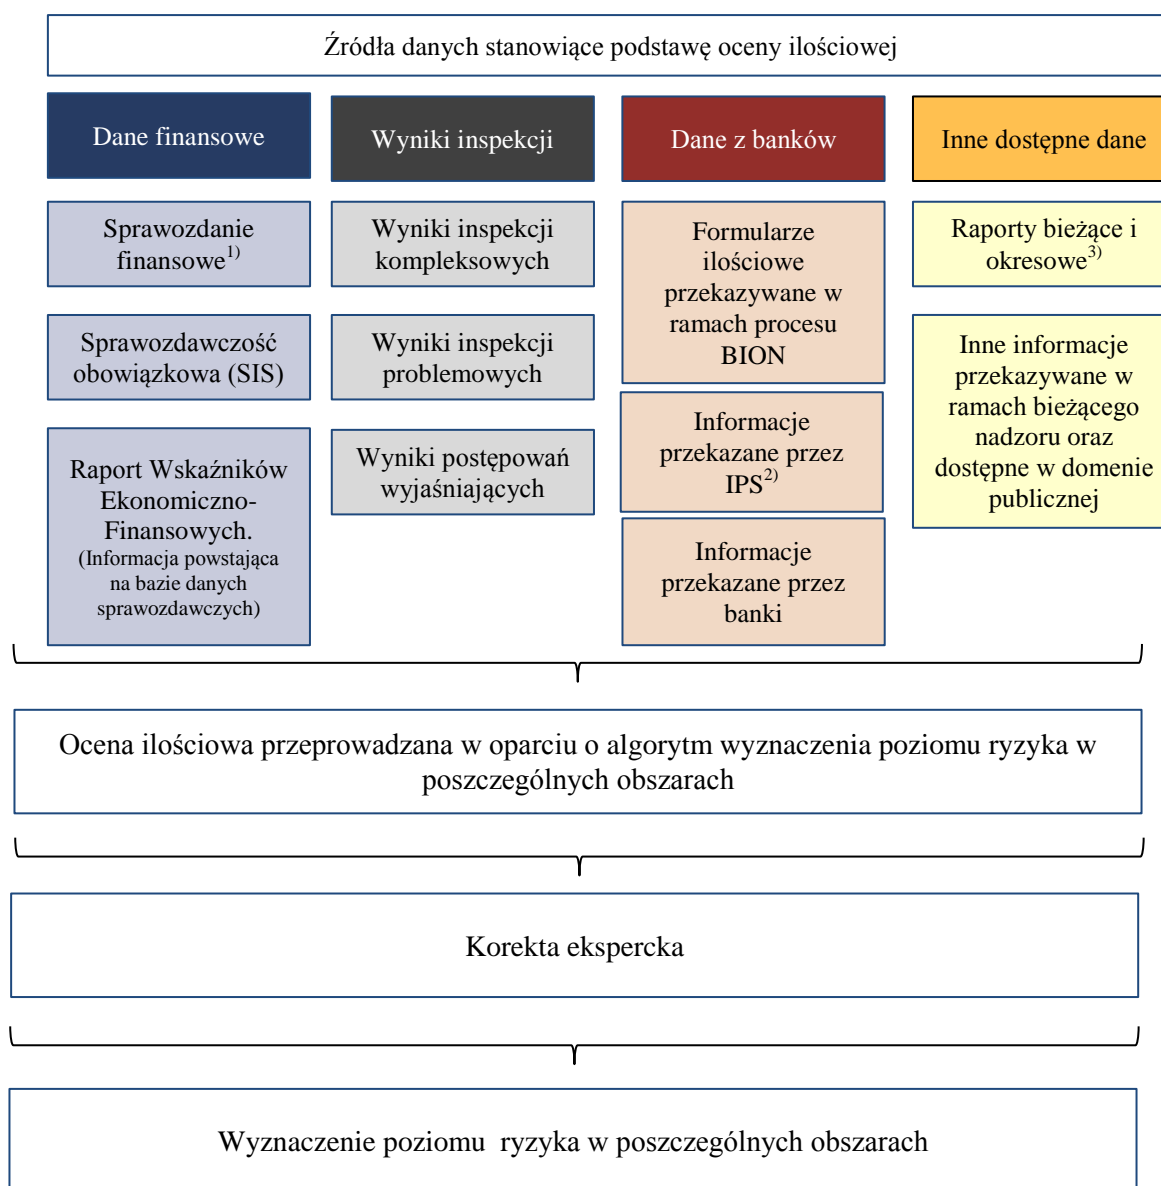 Źródła danych stanowiące podstawę oceny ilościowej
Dane finansowe
Wyniki inspekcji
Dane z banków
Inne dostępne dane
Sprawozdanie
finansowe1)
Sprawozdawczość
obowiązkowa (SIS)
Raport Wskaźników
Ekonomiczno-
Finansowych.
(Informacja powstająca
na bazie danych
sprawozdawczych)
Wyniki inspekcji
kompleksowych
Wyniki inspekcji
problemowych
Wyniki postępowań
wyjaśniających
Formularze
ilościowe
przekazywane w
ramach procesu
BION
Informacje
przekazane przez
IPS2)
Informacje
przekazane przez
banki
Raporty bieżące i
okresowe3)
Inne informacje
przekazywane w
ramach bieżącego
nadzoru oraz
dostępne w domenie
publicznej
Ocena ilościowa przeprowadzana w oparciu o algorytm wyznaczenia poziomu ryzyka w
poszczególnych obszarach
Korekta ekspercka
Wyznaczenie poziomu ryzyka w poszczególnych obszarach